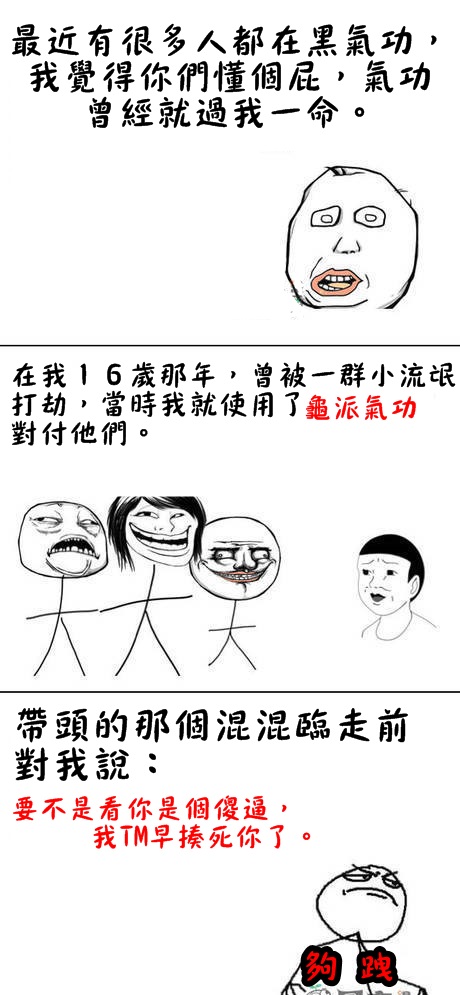 最近有很多人都在黑氣功，
我覺得你們懂個屁，氣功
曾經就過我一命。
在我１６歲那年，曾被一群小流氓
打劫，當時我就使用了龜派氣功
對付他們。
帶頭的那個混混臨走前
對我說：
要不是看你是個傻逼，
我TM早揍死你了。
夠跩